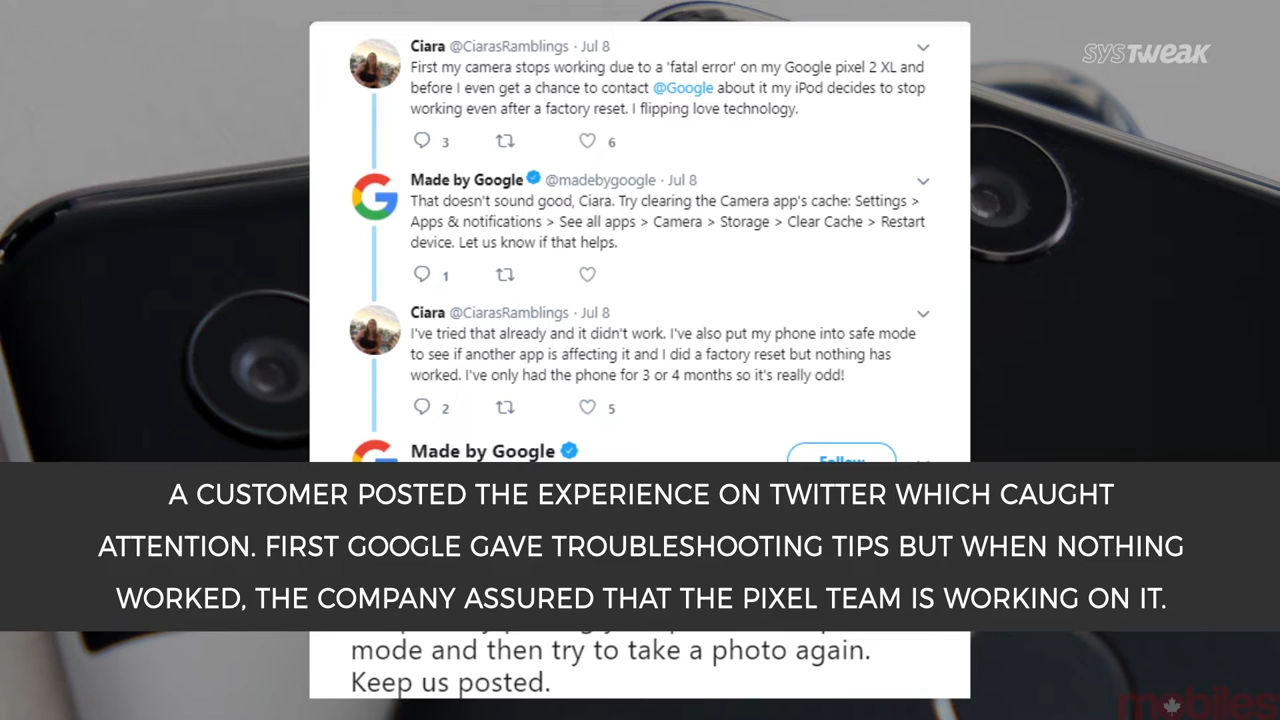 SYSTWEAK
Ciara @CiarasRamblings · Jul 8
First my camera stops working due to a 'fatal error' on my Google pixel 2 XL and
before I even get a chance to contact @Google about it my iPod decides to stop
working even after a factory reset. I flipping love technology.
3 6
Made by Google @madebygoogle · Jul 8
That doesn't sound good, Ciara. Try clearing the Camera app's cache: Settings >
Apps & notifications > See all apps > Camera > Storage > Clear Cache > Restart
device. Let us know if that helps.
1
Ciara @CiarasRamblings · Jul 8
I've tried that already and it didn't work. I've also put my phone into safe mode
to see if another app is affecting it and I did a factory reset but nothing has
worked. I've only had the phone for 3 or 4 months so it's really odd!
2 5
Made by Google
Follow
A CUSTOMER POSTED THE EXPERIENCE ON TWITTER WHICH CAUGHT
ATTENTION. FIRST GOOGLE GAVE TROUBLESHOOTING TIPS BUT WHEN NOTHING
WORKED, THE COMPANY ASSURED THAT THE PIXEL TEAM IS WORKING ON IT.
mode and then try to take a photo again.
Keep us posted.
mobiles